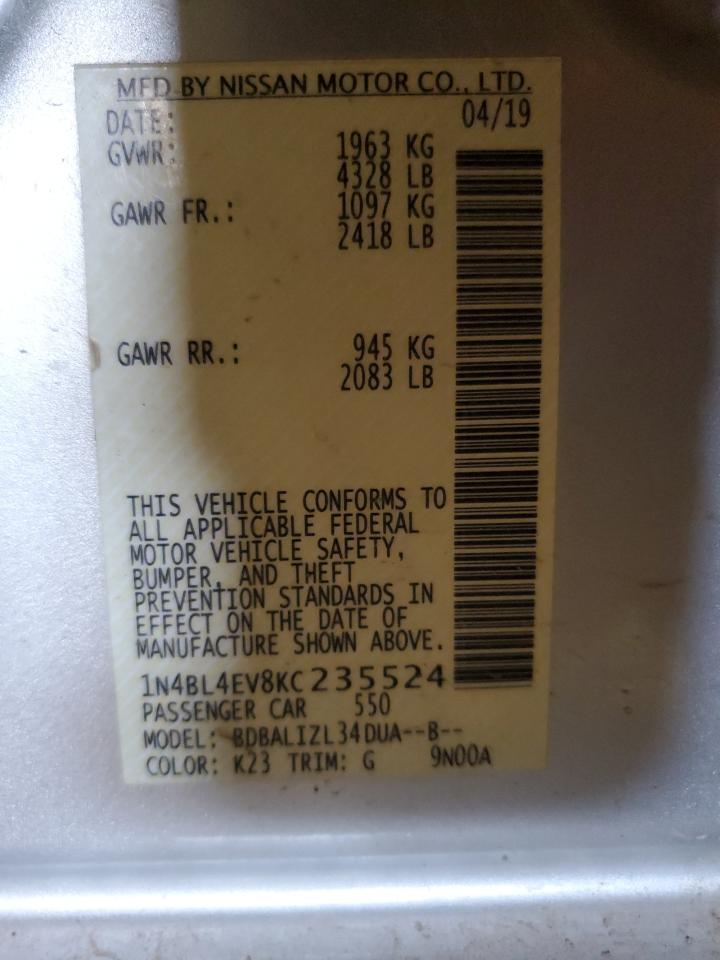 MFD BY NISSAN MOTOR CO., LTD.
DATE: 04/19
GVWR: 1963 KG
4328 LB
GAWR FR.: 1097 KG
2418 LB
GAWR RR.: 945 KG
2083 LB
THIS VEHICLE CONFORMS TO
ALL APPLICABLE FEDERAL
MOTOR VEHICLE SAFETY,
BUMPER, AND THEFT
PREVENTION STANDARDS IN
EFFECT ON THE DATE OF
MANUFACTURE SHOWN ABOVE.
1N4BL4EV8KC235524
PASSENGER CAR 550
MODEL: BDBALIZL34DUA--B--
COLOR: K23 TRIM: G 9N00A